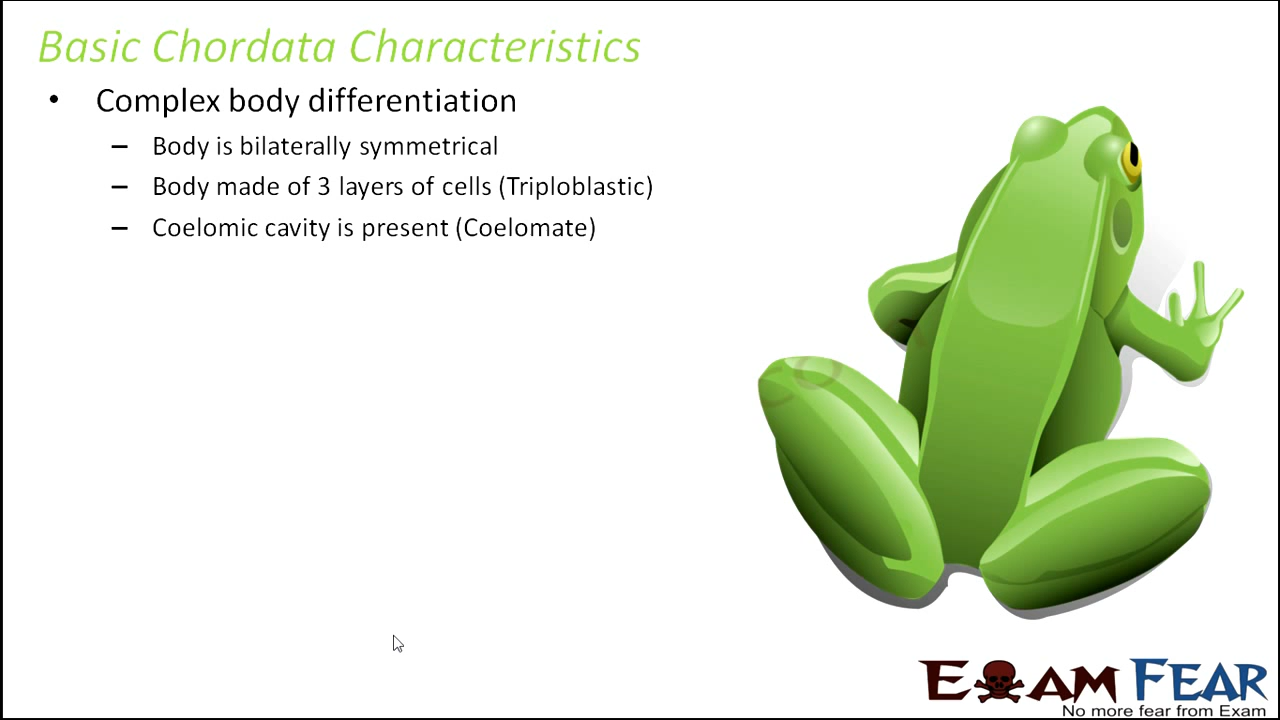 Basic Chordata Characteristics
• Complex body differentiation
– Body is bilaterally symmetrical
– Body made of 3 layers of cells (Triploblastic)
– Coelomic cavity is present (Coelomate)
EXAM FEAR
No more fear from Exam